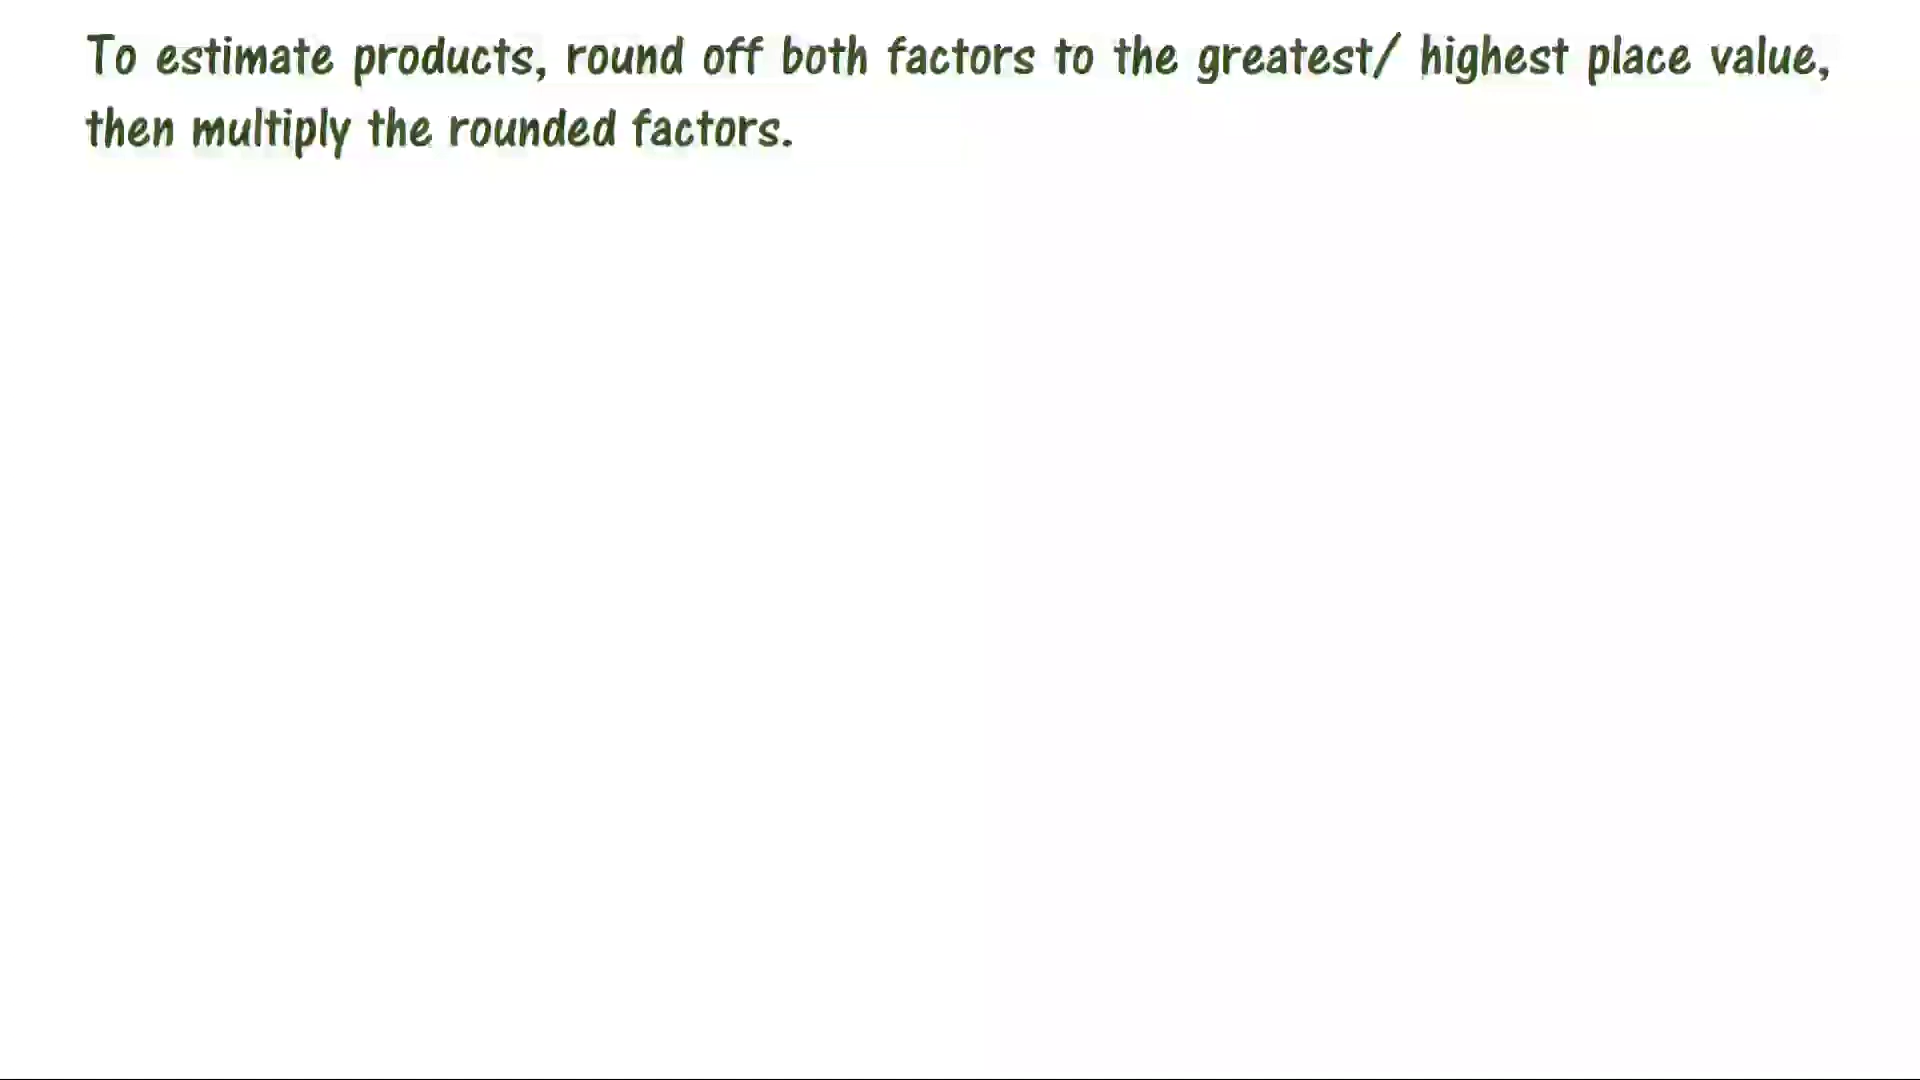 To estimate products, round off both factors to the greatest/ highest place value,
then multiply the rounded factors.